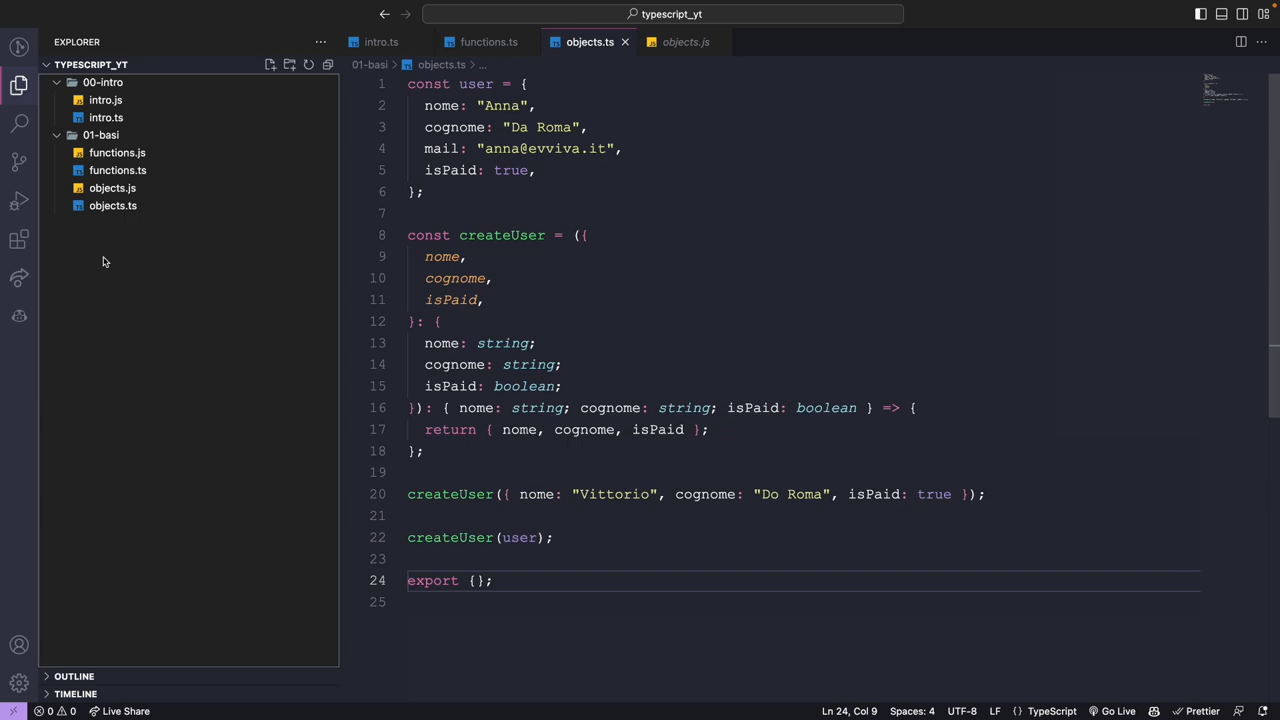 typescript_yt
EXPLORER
intro.ts
functions.ts
objects.ts
objects.js
TYPESCRIPT_YT
00-intro
intro.js
intro.ts
01-basi
functions.js
functions.ts
objects.js
objects.ts
OUTLINE
TIMELINE
01-basi > objects.ts > ...
1 const user = {
2 nome: "Anna",
3 cognome: "Da Roma",
4 mail: "anna@evviva.it",
5 isPaid: true,
6 };
7
8 const createUser = ({
9 nome,
10 cognome,
11 isPaid,
12 }: {
13 nome: string;
14 cognome: string;
15 isPaid: boolean;
16 }): { nome: string; cognome: string; isPaid: boolean } => {
17 return { nome, cognome, isPaid };
18 };
19
20 createUser({ nome: "Vittorio", cognome: "Do Roma", isPaid: true });
21
22 createUser(user);
23
24 export {};
25
0 0 Live Share
Ln 24, Col 9 Spaces: 4 UTF-8 LF {} TypeScript Go Live Prettier